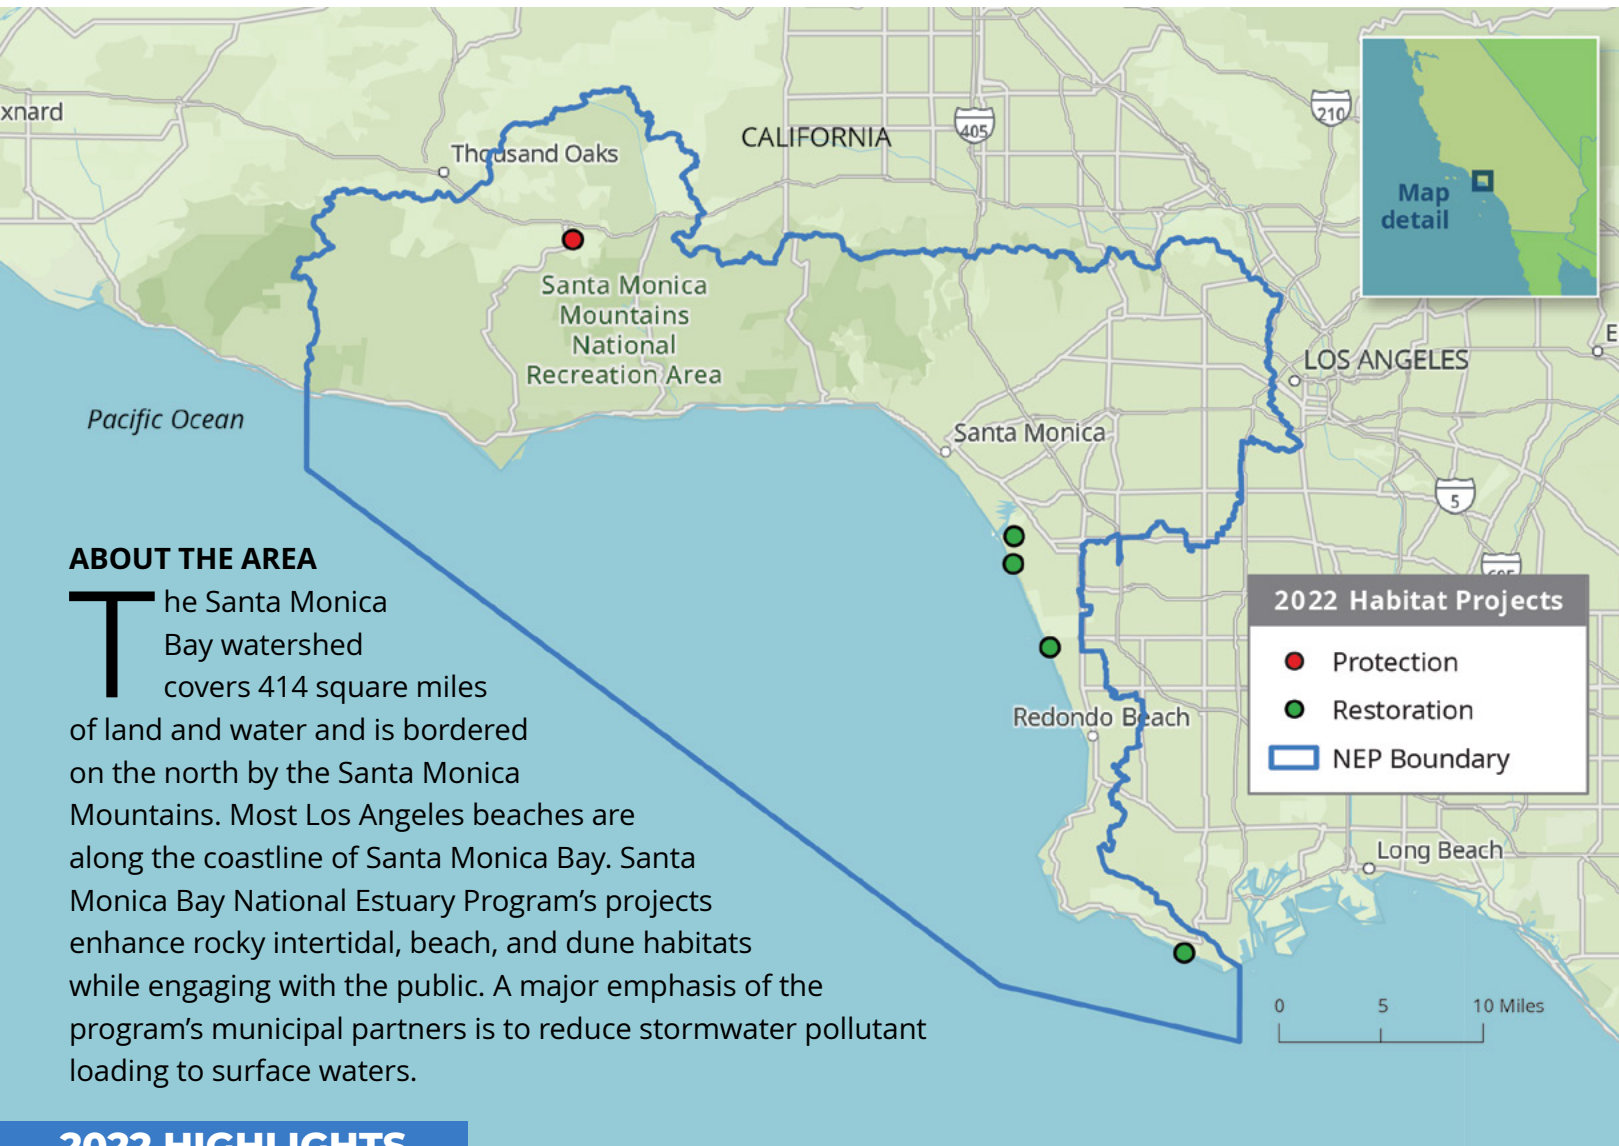 xnard
Thousand Oaks
CALIFORNIA
405
210
Map
detail
Santa Monica
Mountains
National
Recreation Area
E
LOS ANGELES
Pacific Ocean
Santa Monica
5
ABOUT THE AREA
The Santa Monica
Bay watershed
covers 414 square miles
of land and water and is bordered
on the north by the Santa Monica
Mountains. Most Los Angeles beaches are
along the coastline of Santa Monica Bay. Santa
Monica Bay National Estuary Program’s projects
enhance rocky intertidal, beach, and dune habitats
while engaging with the public. A major emphasis of the
program’s municipal partners is to reduce stormwater pollutant
loading to surface waters.
2022 Habitat Projects
Protection
Restoration
NEP Boundary
Redondo Beach
Long Beach
0 5 10 Miles
2022 HIGHLIGHTS